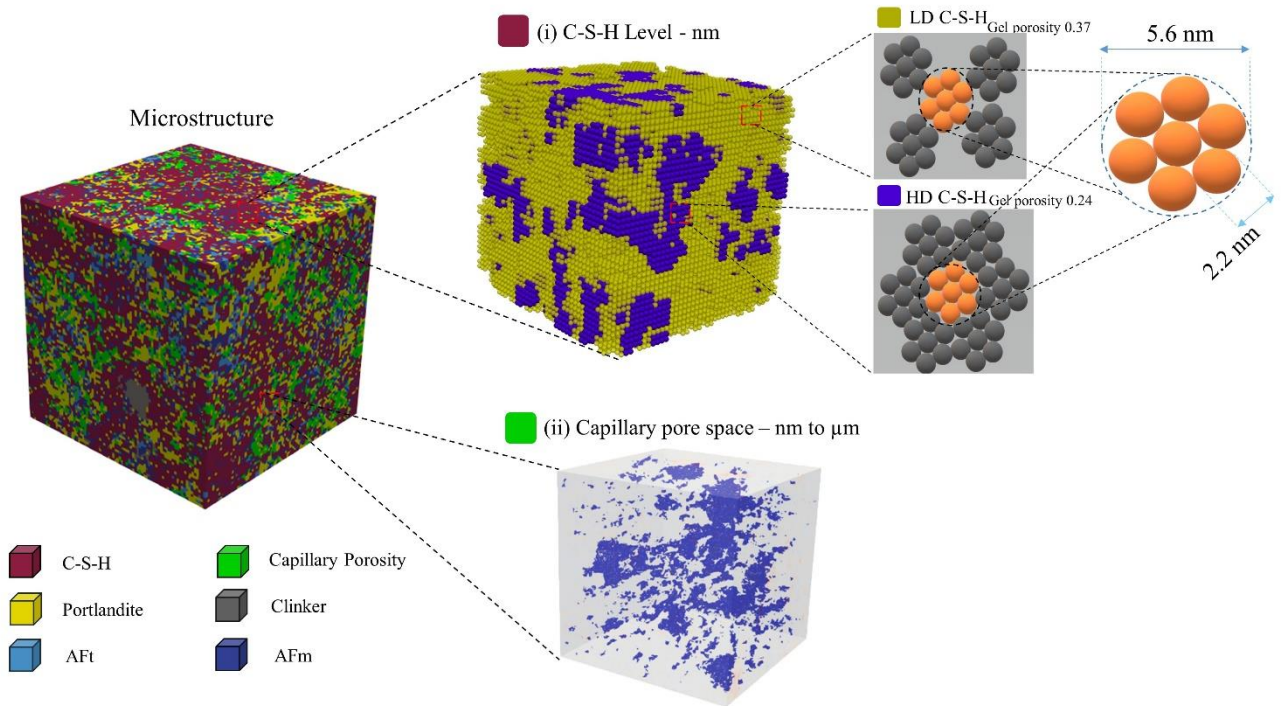 (i) C-S-H Level - nm
LD C-S-H Gel porosity 0.37
5.6 nm
Microstructure
HD C-S-H Gel porosity 0.24
2.2 nm
(ii) Capillary pore space – nm to µm
C-S-H
Capillary Porosity
Portlandite
Clinker
AFt
AFm